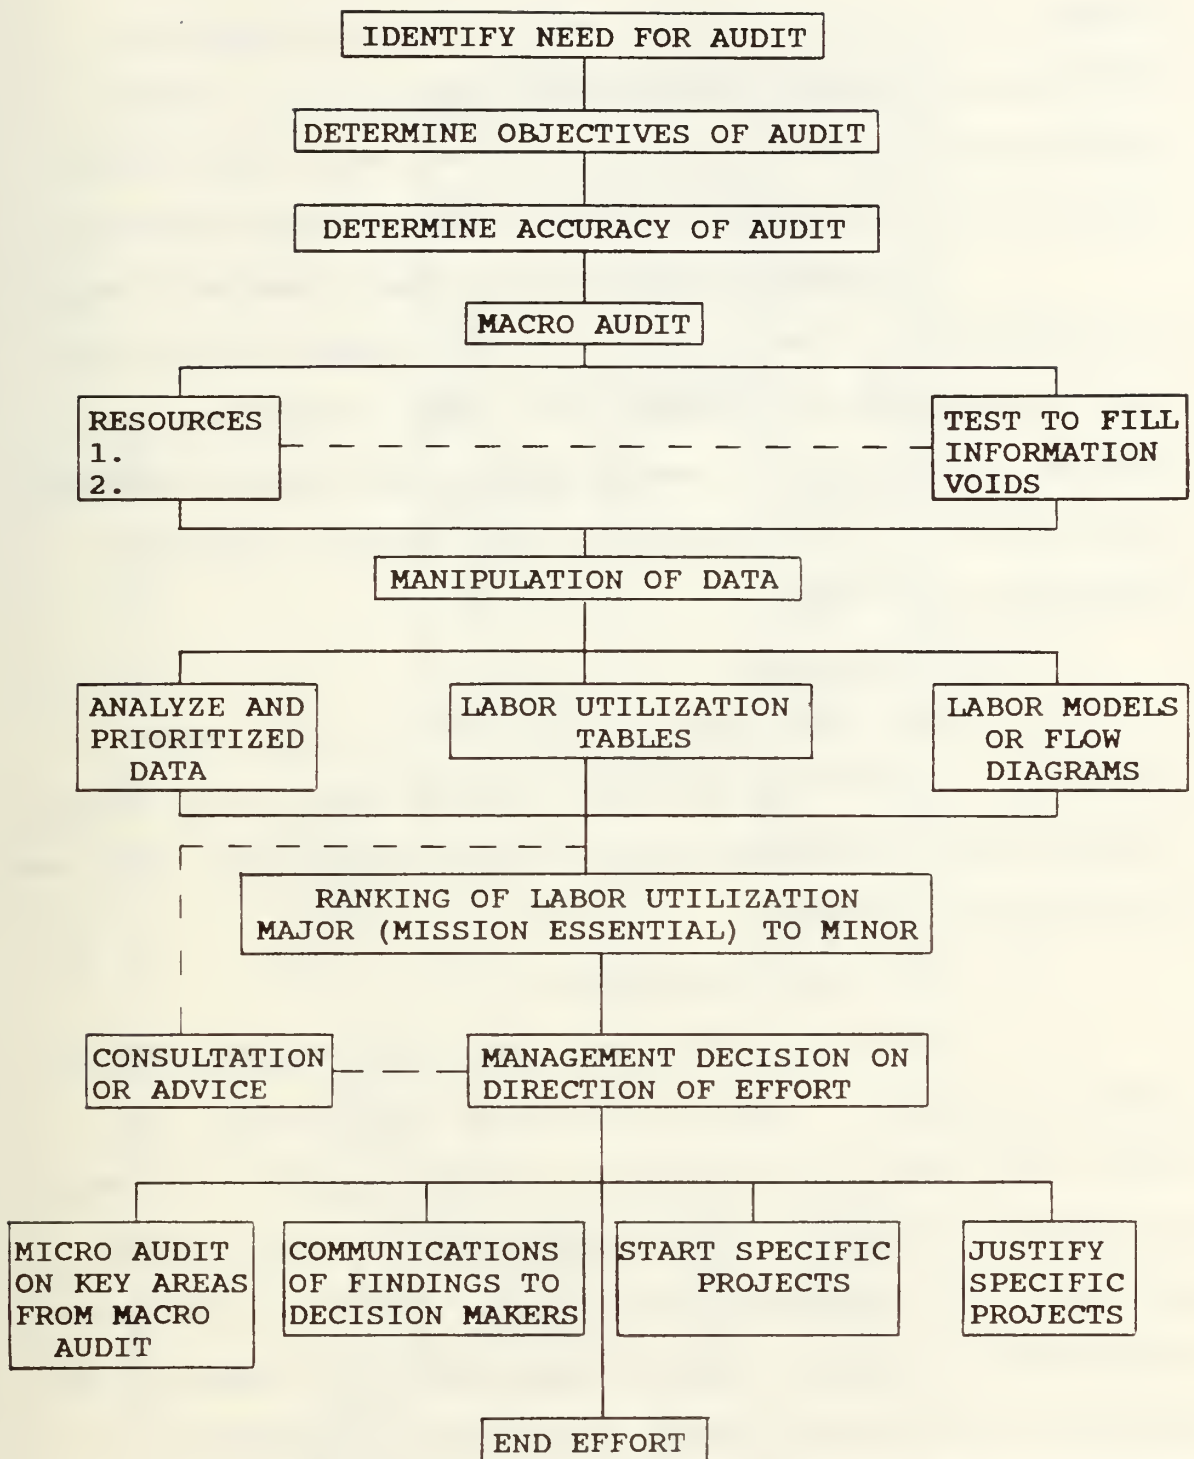 IDENTIFY NEED FOR AUDIT
DETERMINE OBJECTIVES OF AUDIT
DETERMINE ACCURACY OF AUDIT
MACRO AUDIT
RESOURCES
1.
2.
TEST TO FILL
INFORMATION
VOIDS
MANIPULATION OF DATA
ANALYZE AND
PRIORITIZED
DATA
LABOR UTILIZATION
TABLES
LABOR MODELS
OR FLOW
DIAGRAMS
RANKING OF LABOR UTILIZATION
MAJOR (MISSION ESSENTIAL) TO MINOR
CONSULTATION
OR ADVICE
MANAGEMENT DECISION ON
DIRECTION OF EFFORT
MICRO AUDIT
ON KEY AREAS
FROM MACRO
AUDIT
COMMUNICATIONS
OF FINDINGS TO
DECISION MAKERS
START SPECIFIC
PROJECTS
JUSTIFY
SPECIFIC
PROJECTS
END EFFORT